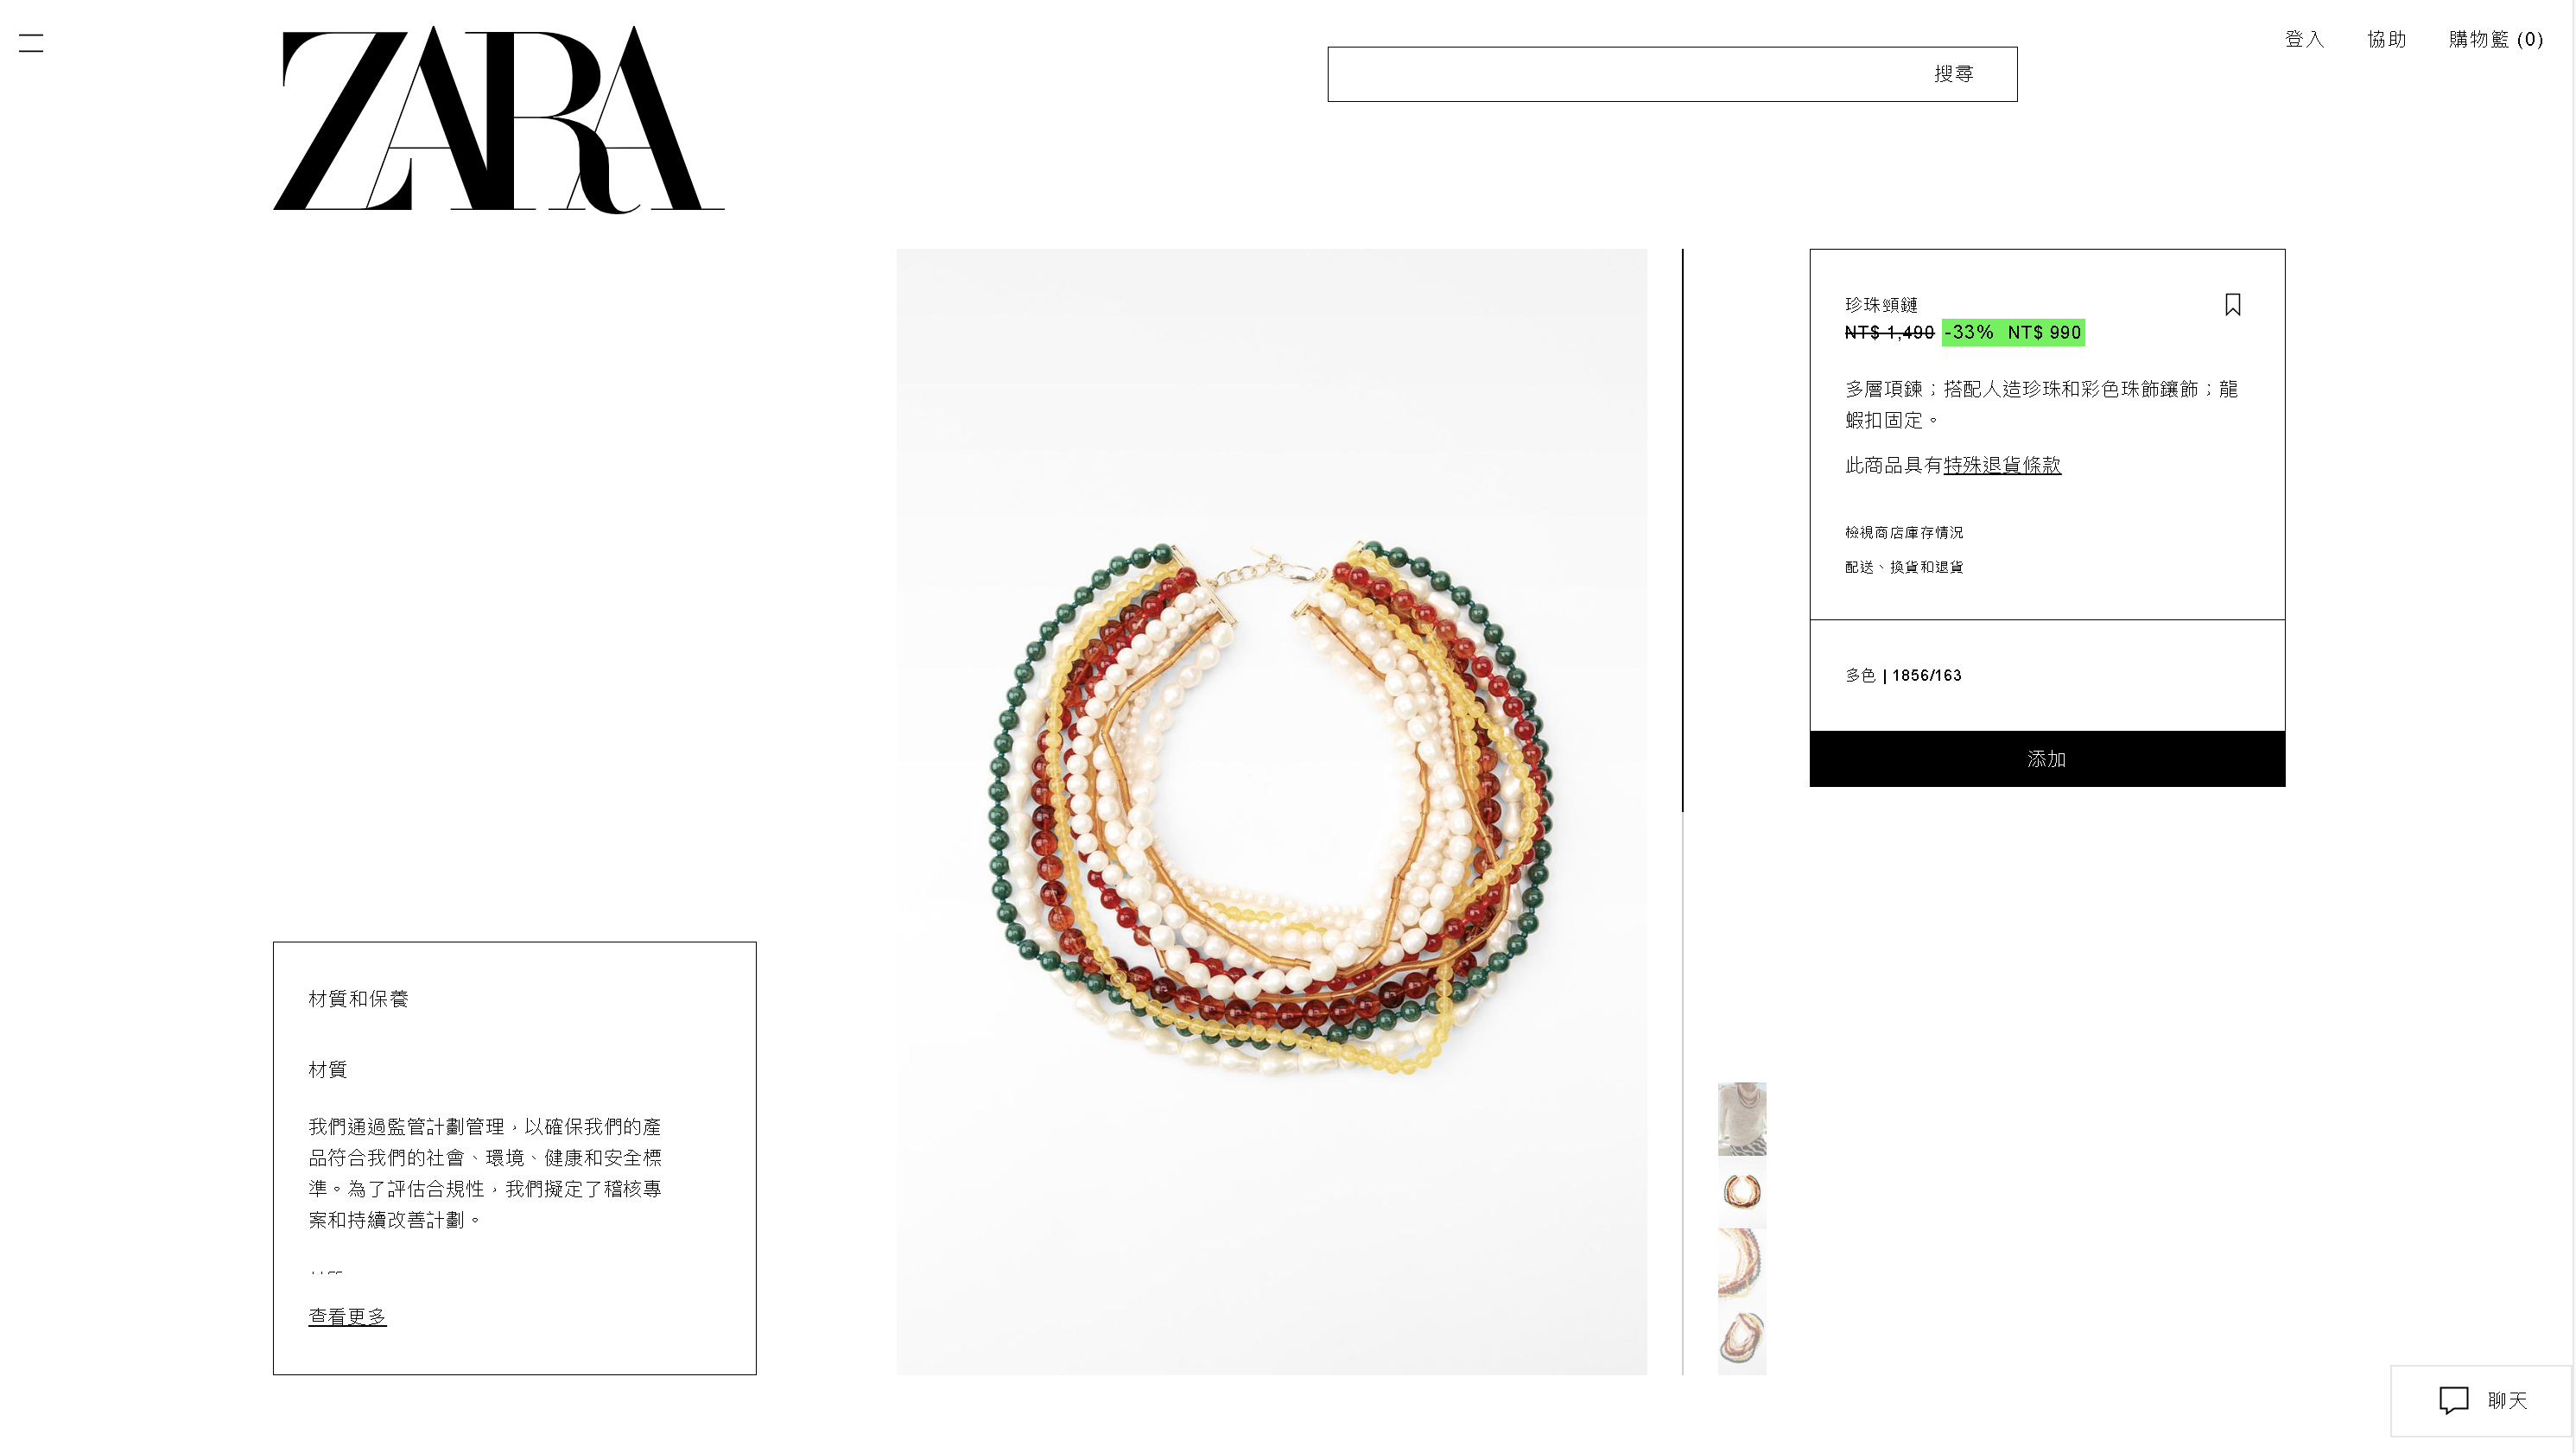 ZARA
搜尋
登入
協助
購物籃 (0)
珍珠頸鏈
NT$ 1,490 -33% NT$ 990
多層項鍊；搭配人造珍珠和彩色珠飾鑲飾；龍
蝦扣固定。
此商品具有特殊退貨條款
檢視商店庫存情況
配送、換貨和退貨
多色 | 1856/163
添加
材質和保養
材質
我們通過監管計劃管理，以確保我們的產
品符合我們的社會、環境、健康和安全標
準。為了評估合規性，我們擬定了稽核專
案和持續改善計劃。
查看更多
聊天